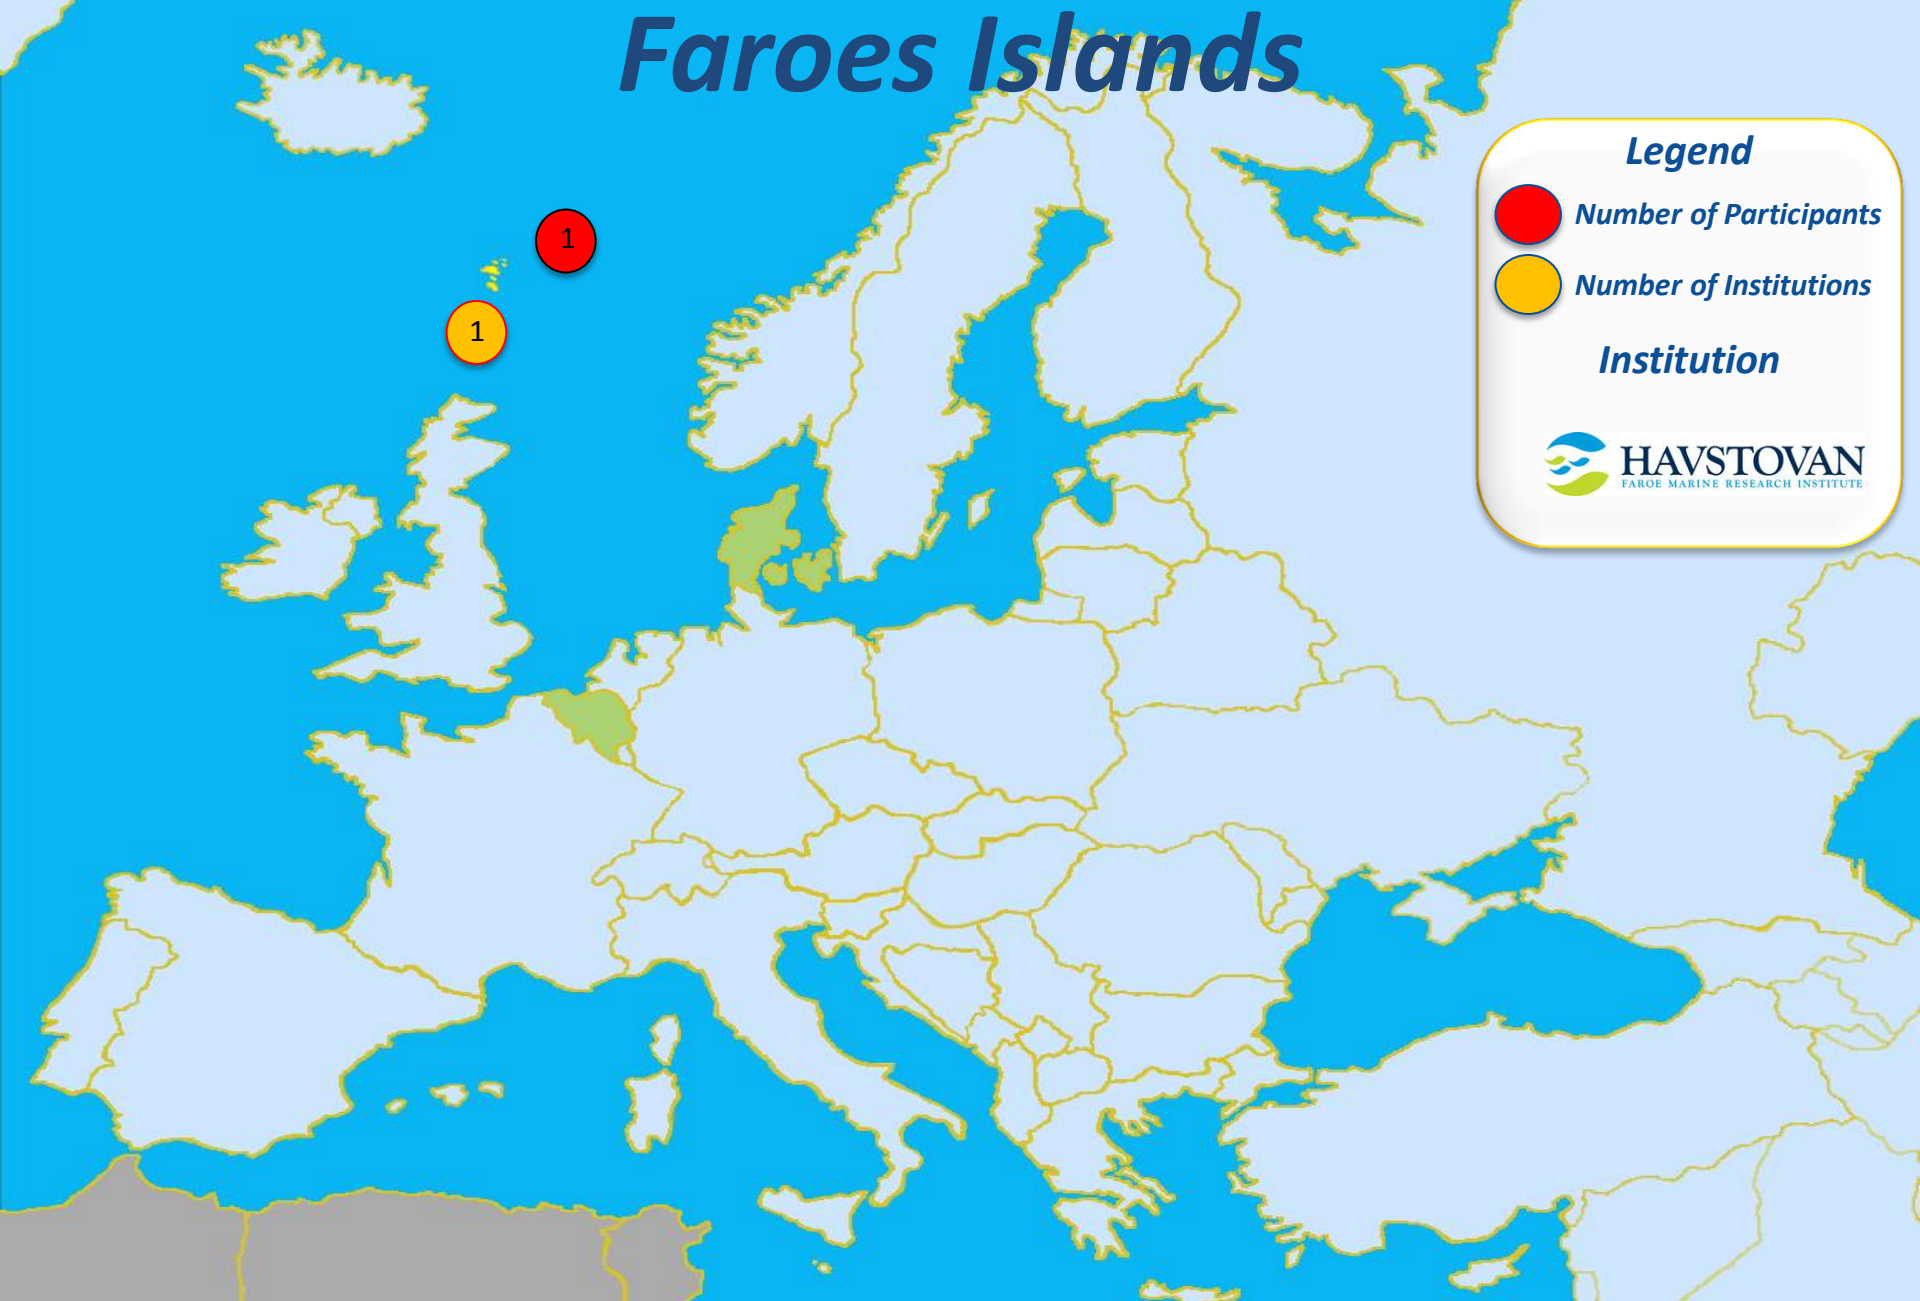 Faroes Islands
Legend
Number of Participants
Number of Institutions
Institution
HAVSTOVAN
FAROE MARINE RESEARCH INSTITUTE
1
1